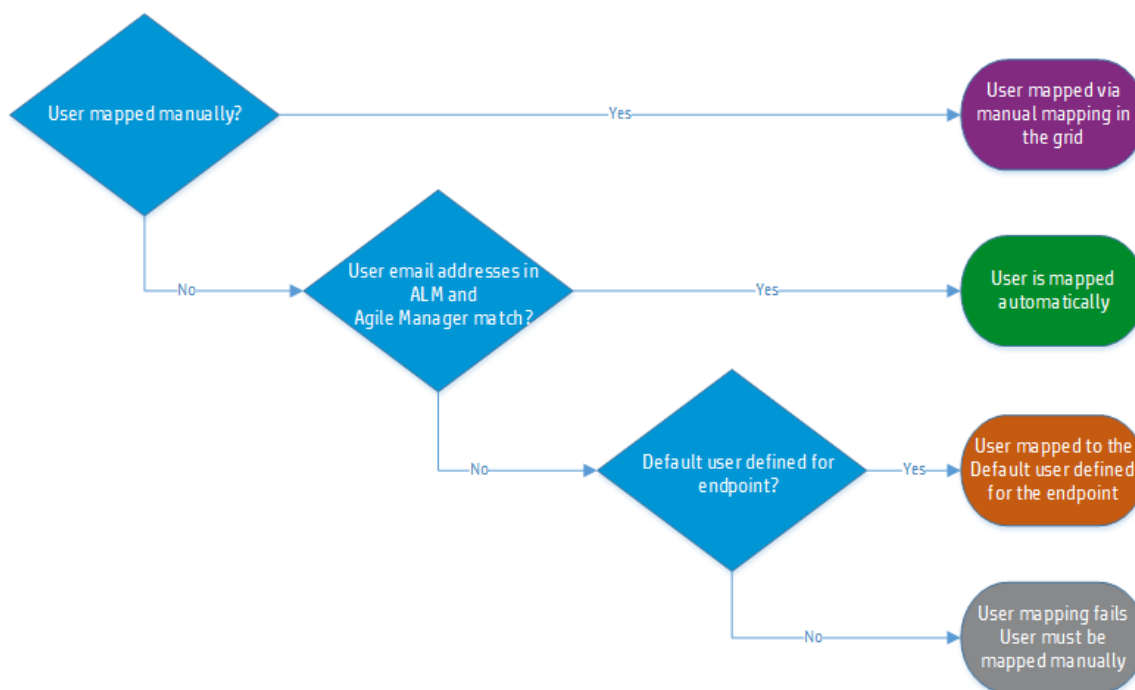 User mapped manually?
Yes
User mapped via
manual mapping in
the grid
No
User email addresses in
ALM and
Agile Manager match?
Yes
User is mapped
automatically
No
Default user defined for
endpoint?
Yes
User mapped to the
Default user defined
for the endpoint
No
User mapping fails
User must be
mapped manually